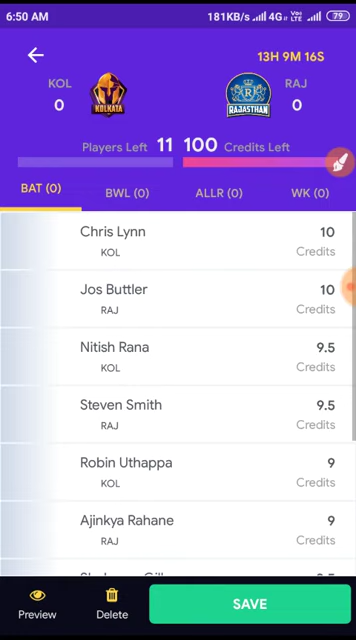 6:50 AM 181KB/s 4G Vo) LTE 79
13H 9M 16S
KOL RAJ
0 KOLKATA RAJASTHAN 0
Players Left 11 100 Credits Left
BAT (0) BWL (0) ALLR (0) WK (0)
Chris Lynn 10
KOL Credits
Jos Buttler 10
RAJ Credits
Nitish Rana 9.5
KOL Credits
Steven Smith 9.5
RAJ Credits
Robin Uthappa 9
KOL Credits
Ajinkya Rahane 9
RAJ Credits
Preview Delete SAVE